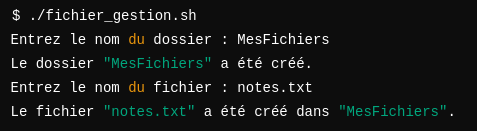 $ ./fichier_gestion.sh
Entrez le nom du dossier : MesFichiers
Le dossier "MesFichiers" a été créé.
Entrez le nom du fichier : notes.txt
Le fichier "notes.txt" a été créé dans "MesFichiers".